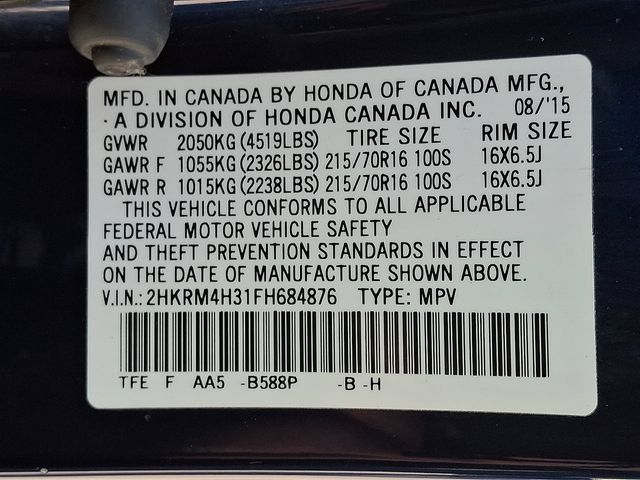 MFD. IN CANADA BY HONDA OF CANADA MFG.,
· A DIVISION OF HONDA CANADA INC. 08/'15
GVWR 2050KG (4519LBS) TIRE SIZE RIM SIZE
GAWR F 1055KG (2326LBS) 215/70R16 100S 16X6.5J
GAWR R 1015KG (2238LBS) 215/70R16 100S 16X6.5J
THIS VEHICLE CONFORMS TO ALL APPLICABLE
FEDERAL MOTOR VEHICLE SAFETY
AND THEFT PREVENTION STANDARDS IN EFFECT
ON THE DATE OF MANUFACTURE SHOWN ABOVE.
V.I.N.: 2HKRM4H31FH684876 TYPE: MPV
TFE F AA5 -B588P -B -H